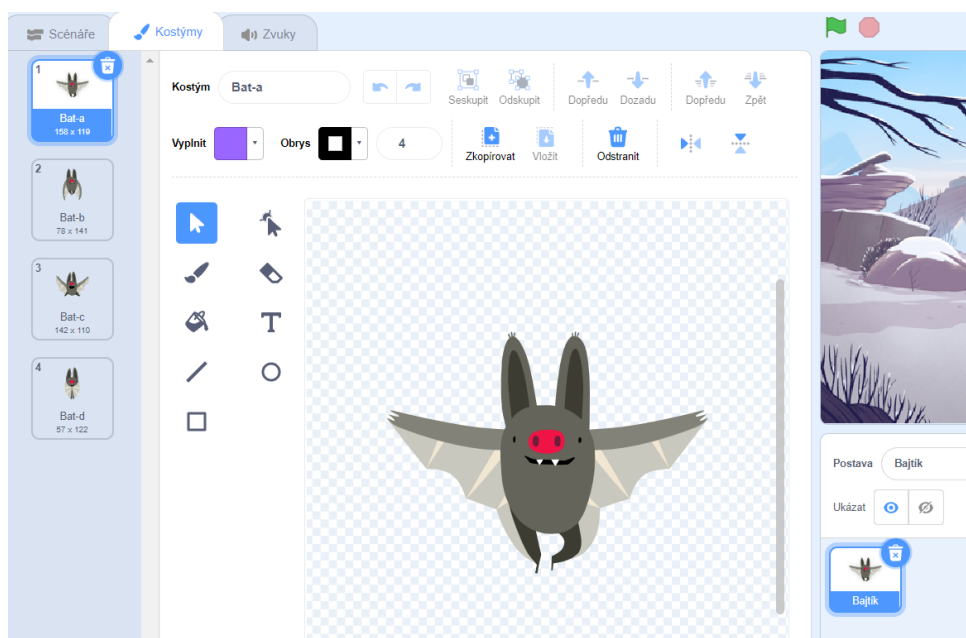 Scénáře
Kostýmy
Zvuky
1
Bat-a
158 x 119
2
Bat-b
78 x 141
3
Bat-c
142 x 110
4
Bat-d
57 x 122
Kostým
Bat-a
Seskupit
Odskupit
Dopředu
Dozadu
Dopředu
Zpět
Vyplnit
Obrys
4
Zkopírovat
Vložit
Odstranit
T
Postava
Bajtík
Ukázat
Bajtík